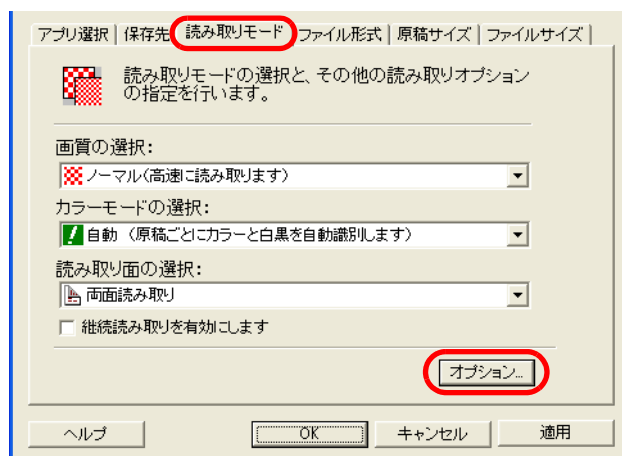 アプリ選択 保存先 読み取りモード ファイル形式 原稿サイズ ファイルサイズ
読み取りモードの選択と、その他の読み取りオプション
の指定を行います。
画質の選択:
ノーマル(高速に読み取ります)
カラーモードの選択:
自動 (原稿ごとにカラーと白黒を自動識別します)
読み取り面の選択:
両面読み取り
継続読み取りを有効にします
オプション...
ヘルプ OK キャンセル 適用